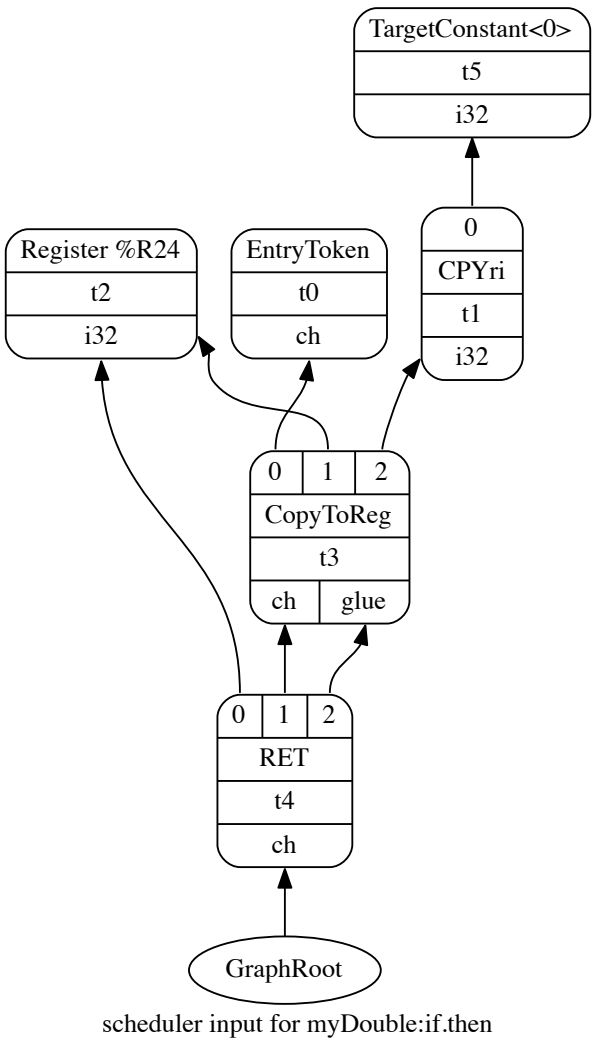 TargetConstant<0>
t5
i32
0
CPYri
t1
i32
Register %R24
t2
i32
EntryToken
t0
ch
0 1 2
CopyToReg
t3
ch glue
0 1 2
RET
t4
ch
GraphRoot
scheduler input for myDouble:if.then